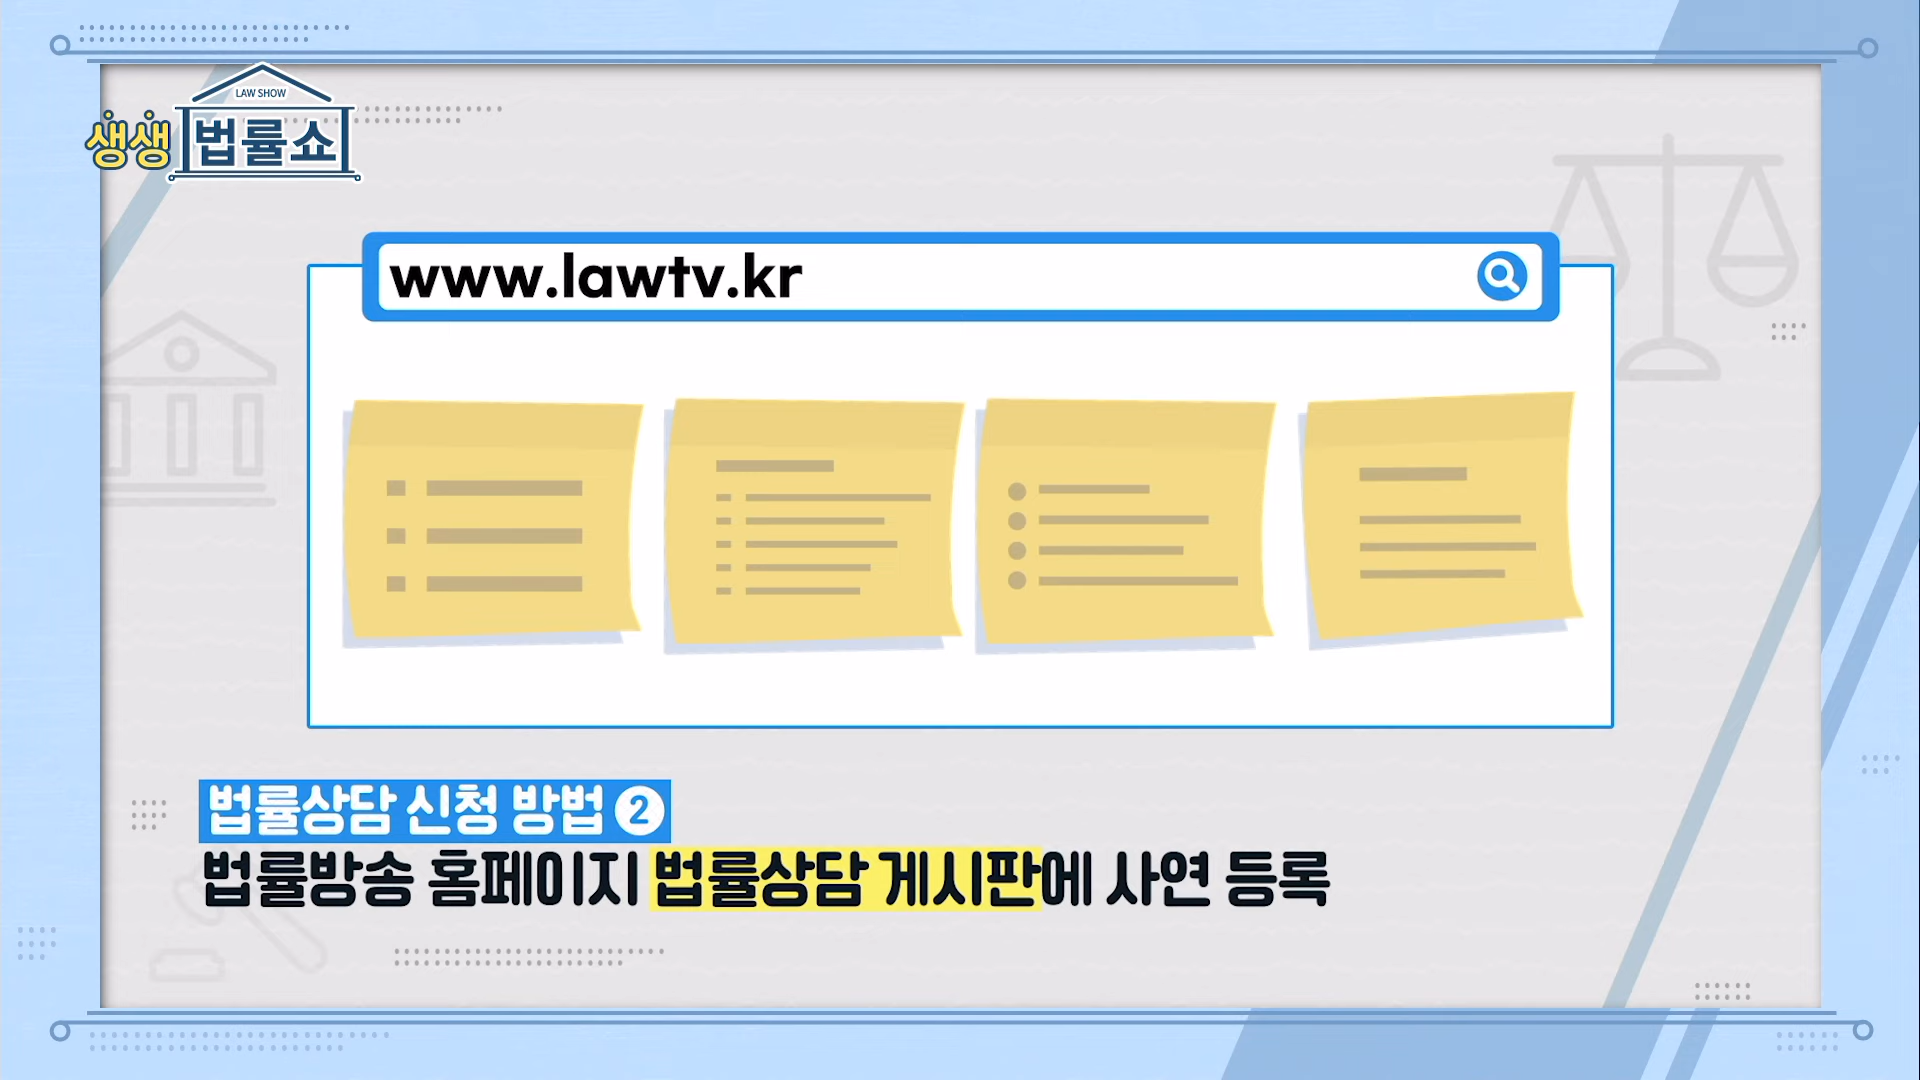 LAW SHOW
생생 법률쇼
www.lawtv.kr
법률상담 신청 방법 2
법률방송 홈페이지 법률상담 게시판에 사연 등록